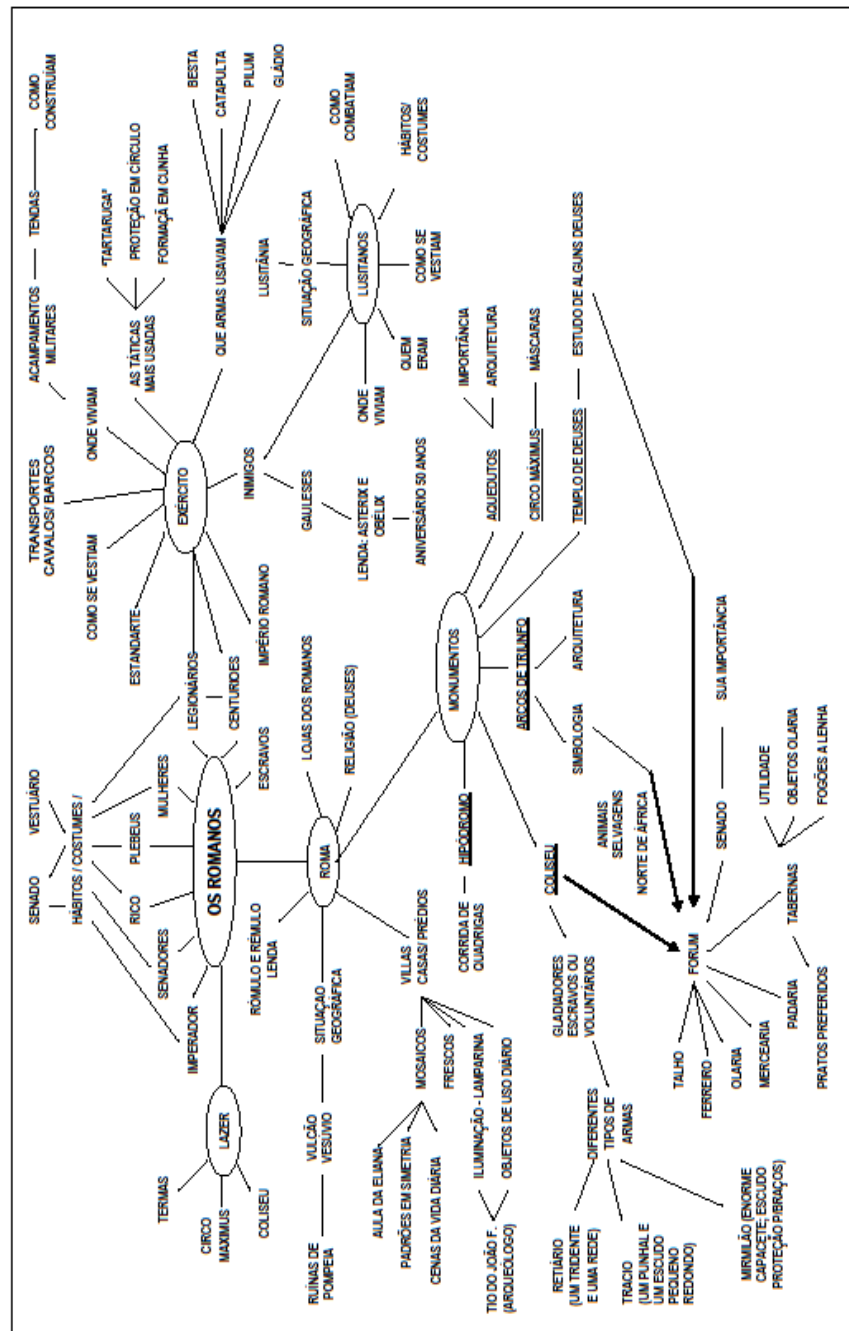 SENADO
VESTUÁRIO
HÁBITOS / COSTUMES /
IMPERADOR
SENADORES
RICO
PLEBEUS
MULHERES
LEGIONÁRIOS
CENTURIOES
ESCRAVOS
OS ROMANOS
LAZER
TERMAS
CIRCO
MAXIMUS
COLISEU
TRANSPORTES
CAVALOS/ BARCOS
COMO SE VESTIAM
ESTANDARTE
ONDE VIVIAM
ACAMPAMENTOS
MILITARES
TENDAS
COMO
CONSTRUÍAM
EXÉRCITO
AS TÁTICAS
MAIS USADAS
"TARTARUGA"
PROTEÇÃO EM CÍRCULO
FORMAÇÃ EM CUNHA
QUE ARMAS USAVAM
BESTA
CATAPULTA
PILUM
GLÁDIO
IMPÉRIO ROMANO
INIMIGOS
GAULESES
LENDA: ASTERIX E
OBÉLIX
ANIVERSÁRIO 50 ANOS
LUSITANOS
LUSITÂNIA
SITUAÇÃO GEOGRÁFICA
COMO
COMBATIAM
HÁBITOS/
COSTUMES
COMO SE
VESTIAM
QUEM
ERAM
ONDE
VIVIAM
ROMA
LOJAS DOS ROMANOS
RELIGIÃO (DEUSES)
RÓMULO E RÉMULO
LENDA
SITUAÇAO
GEOGRÁFICA
VULCÃO
VESÚVIO
RUÍNAS DE
POMPEIA
VILLAS
CASAS/ PRÉDIOS
MOSAICOS
FRESCOS
ILUMINAÇÃO - LAMPARINA
OBJETOS DE USO DIÁRIO
AULA DA ELIANA
PADRÕES EM SIMETRIA
CENAS DA VIDA DIÁRIA
TIO DO JOÃO F.
(ARQUEÓLOGO)
MONUMENTOS
AQUEDUTOS
IMPORTÂNCIA
ARQUITETURA
CIRCO MÁXIMUS
MÁSCARAS
TEMPLO DE DEUSES
ESTUDO DE ALGUNS DEUSES
ARCOS DE TRIUNFO
SIMBOLOGIA
ARQUITETURA
HIPÓDROMO
CORRIDA DE
QUADRIGAS
COLISEU
ANIMAIS
SELVAGENS
NORTE DE ÁFRICA
GLADIADORES
ESCRAVOS OU
VOLUNTÁRIOS
DIFERENTES
TIPOS DE
ARMAS
RETIÁRIO
(UM TRIDENTE
E UMA REDE)
TRACIO
(UM PUNHAL E
UM ESCUDO
PEQUENO
REDONDO)
MIRMILÃO (ENORME
CAPACETE; ESCUDO
PROTEÇÃO P/BRAÇOS)
FORUM
SENADO
SUA IMPORTÂNCIA
TALHO
FERREIRO
OLARIA
MERCEARIA
PADARIA
TABERNAS
UTILIDADE
OBJETOS OLARIA
FOGÕES A LENHA
PRATOS PREFERIDOS